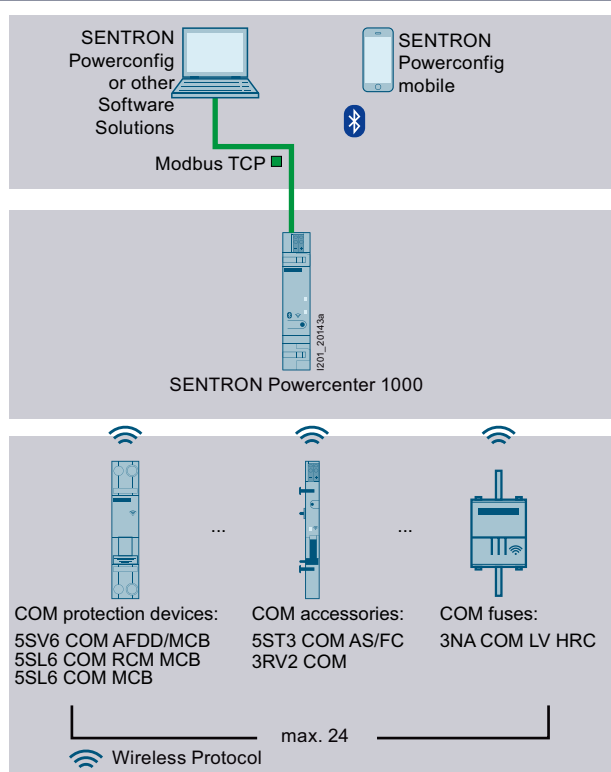 SENTRON
Powerconfig
or other
Software
Solutions
SENTRON
Powerconfig
mobile
Modbus TCP
I201_20143a
SENTRON Powercenter 1000
...
...
COM protection devices:
5SV6 COM AFDD/MCB
5SL6 COM RCM MCB
5SL6 COM MCB
COM accessories:
5ST3 COM AS/FC
3RV2 COM
COM fuses:
3NA COM LV HRC
max. 24
Wireless Protocol